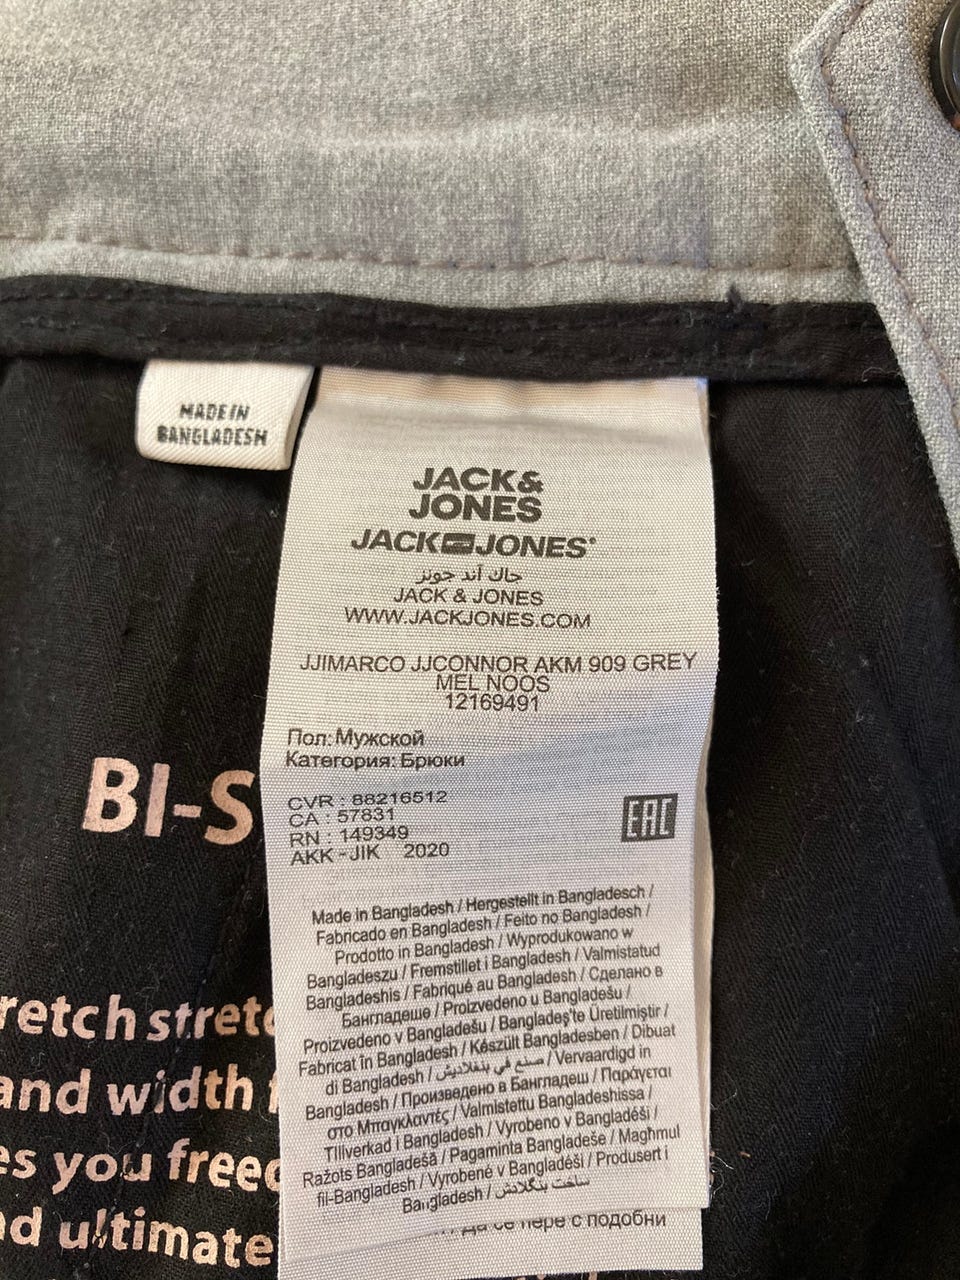 MADE IN
BANGLADESH
JACK&
JONES
JACK JONES®
جاك آند جونز
JACK & JONES
WWW.JACKJONES.COM
JJIMARCO JJCONNOR AKM 909 GREY
MEL NOOS
12169491
Пол: Мужской
Категория: Брюки
CVR : 88216512
CA : 57831
RN : 149349
AKK - JIK 2020
EAC
Made in Bangladesh / Hergestellt in Bangladesch /
Fabricado en Bangladesh / Feito no Bangladesh /
Prodotto in Bangladesh / Wyprodukowano w
Bangladeszu / Fremstillet i Bangladesh / Valmistatud
Bangladeshis / Fabriqué au Bangladesh / Сделано в
Бангладеше / Proizvedeno u Bangladešu /
Proizvedeno v Bangladešu / Bangladeş'te Üretilmiştir /
Fabricat în Bangladesh / Készült Bangladesben / Dibuat
di Bangladesh / صنع في بنغلاديش / Vervaardigd in
Bangladesh / Произведено в Бангладеш / Παράγεται
στο Μπαγκλαντές / Valmistettu Bangladeshissa /
Tillverkad i Bangladesh / Vyrobeno v Bangladéši /
Ražots Bangladešā / Pagaminta Bangladeše / Magħmul
fil-Bangladesh / Vyrobené v Bangladéši / Produsert i
Bangladesh / ساخت بنگلادش
да се пере с подобни
BI-S
retch stretc
and width
es you freed
nd ultimate